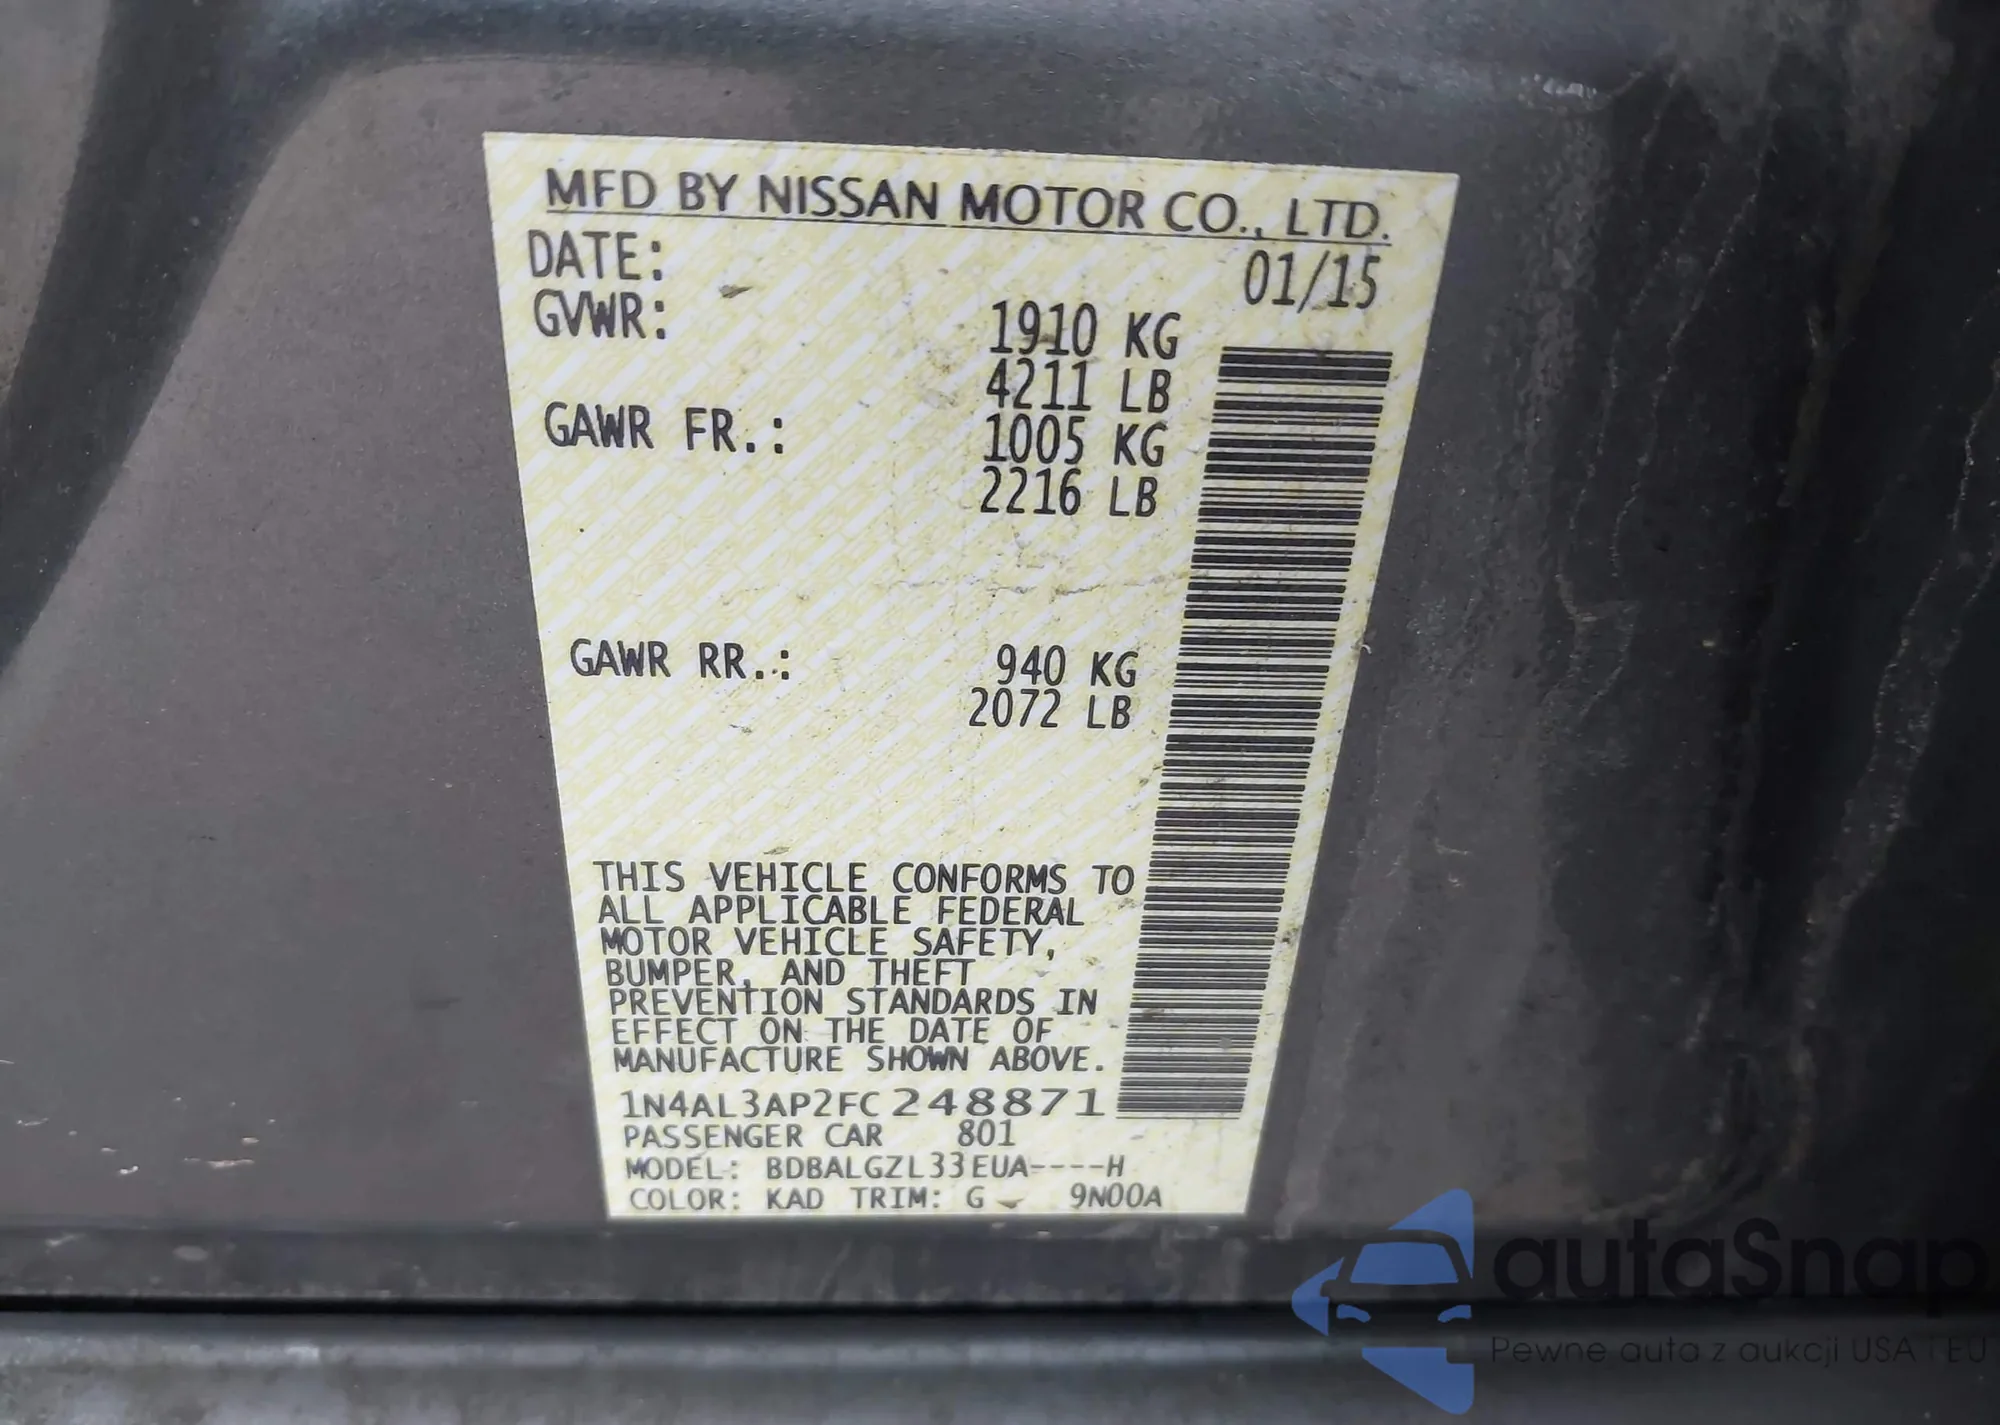 MFD BY NISSAN MOTOR CO., LTD.
DATE: 01/15
GVWR: 1910 KG
4211 LB
GAWR FR.: 1005 KG
2216 LB
GAWR RR.: 940 KG
2072 LB
THIS VEHICLE CONFORMS TO
ALL APPLICABLE FEDERAL
MOTOR VEHICLE SAFETY,
BUMPER, AND THEFT
PREVENTION STANDARDS IN
EFFECT ON THE DATE OF
MANUFACTURE SHOWN ABOVE.
1N4AL3AP2FC248871
PASSENGER CAR 801
MODEL: BDBALGZL33EUA----H
COLOR: KAD TRIM: G 9N00A
autaSnap
Pewne auta z aukcji USA i EU